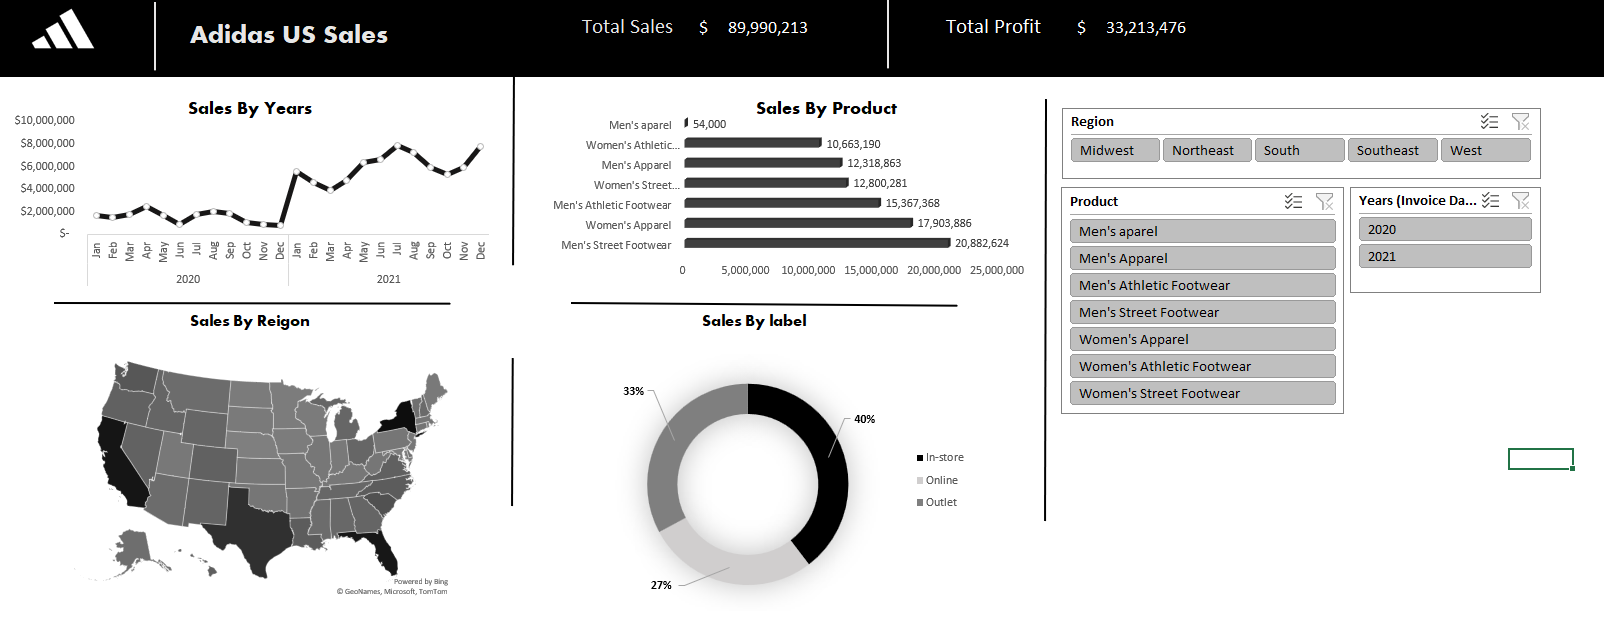 Adidas US Sales
Total Sales $ 89,990,213
Total Profit $ 33,213,476
Sales By Years
$10,000,000
$8,000,000
$6,000,000
$4,000,000
$2,000,000
$-
Jan Feb Mar Apr May Jun Jul Aug Sep Oct Nov Dec Jan Feb Mar Apr May Jun Jul Aug Sep Oct Nov Dec
2020 2021
Sales By Product
Men's aparel 54,000
Women's Athletic... 10,663,190
Men's Apparel 12,318,863
Women's Street... 12,800,281
Men's Athletic Footwear 15,367,368
Women's Apparel 17,903,886
Men's Street Footwear 20,882,624
0 5,000,000 10,000,000 15,000,000 20,000,000 25,000,000
Region
Midwest Northeast South Southeast West
Product
Men's aparel
Men's Apparel
Men's Athletic Footwear
Men's Street Footwear
Women's Apparel
Women's Athletic Footwear
Women's Street Footwear
Years (Invoice Da...
2020
2021
Sales By Reigon
Powered by Bing
© GeoNames, Microsoft, TomTom
Sales By label
33%
40%
27%
In-store
Online
Outlet